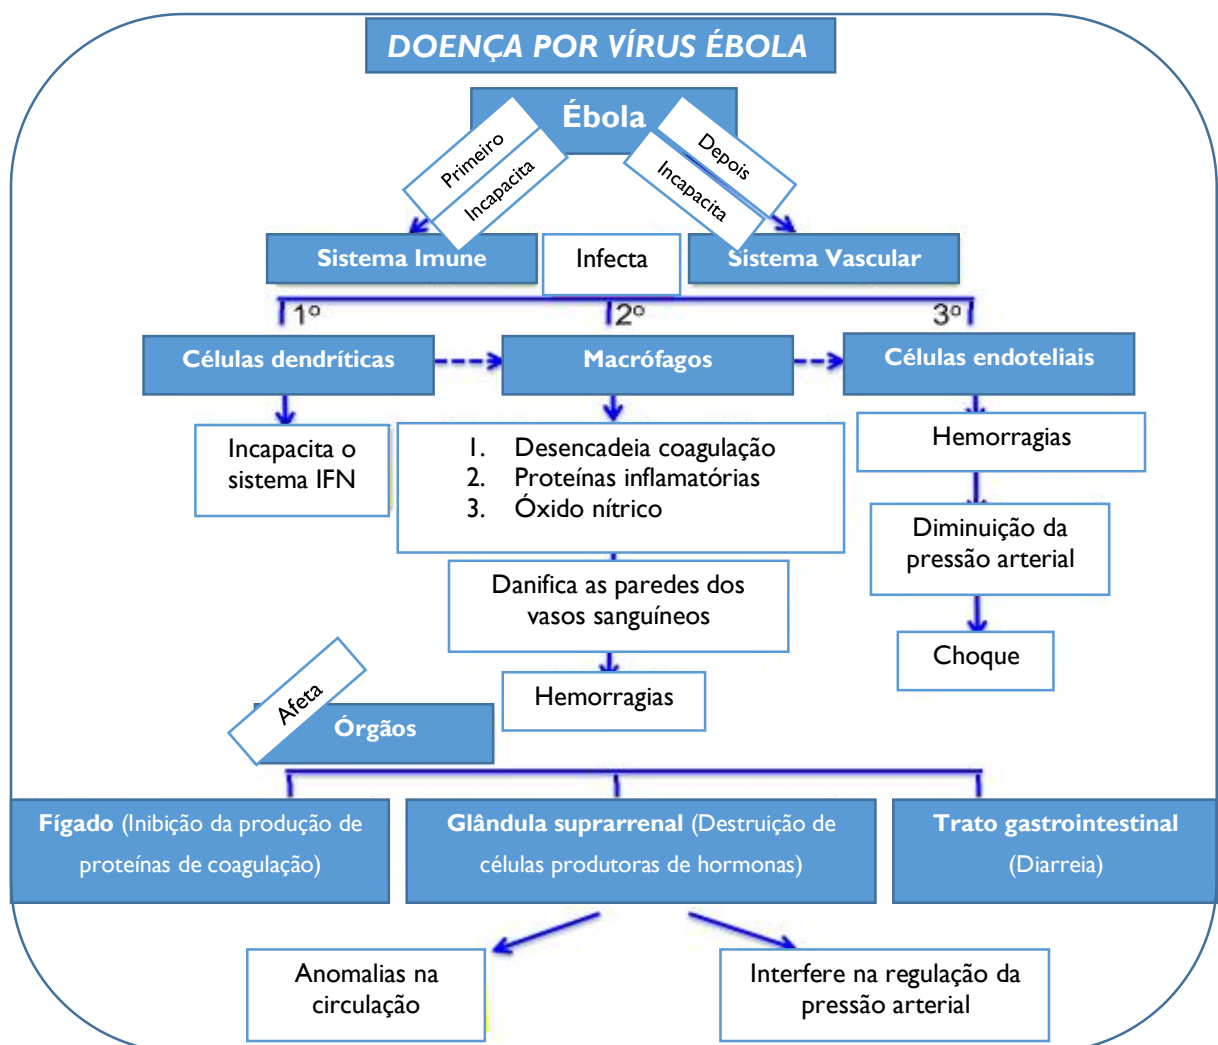 DOENÇA POR VÍRUS ÉBOLA
Ébola
Primeiro
Incapacita
Depois
Incapacita
Sistema Imune
Infecta
Sistema Vascular
1º
2º
3º
Células dendríticas
Macrófagos
Células endoteliais
Incapacita o
sistema IFN
1. Desencadeia coagulação
2. Proteínas inflamatórias
3. Óxido nítrico
Hemorragias
Diminuição da
pressão arterial
Danifica as paredes dos
vasos sanguíneos
Choque
Hemorragias
Afeta
Órgãos
Fígado (Inibição da produção de
proteínas de coagulação)
Glândula suprarrenal (Destruição de
células produtoras de hormonas)
Trato gastrointestinal
(Diarreia)
Anomalias na
circulação
Interfere na regulação da
pressão arterial